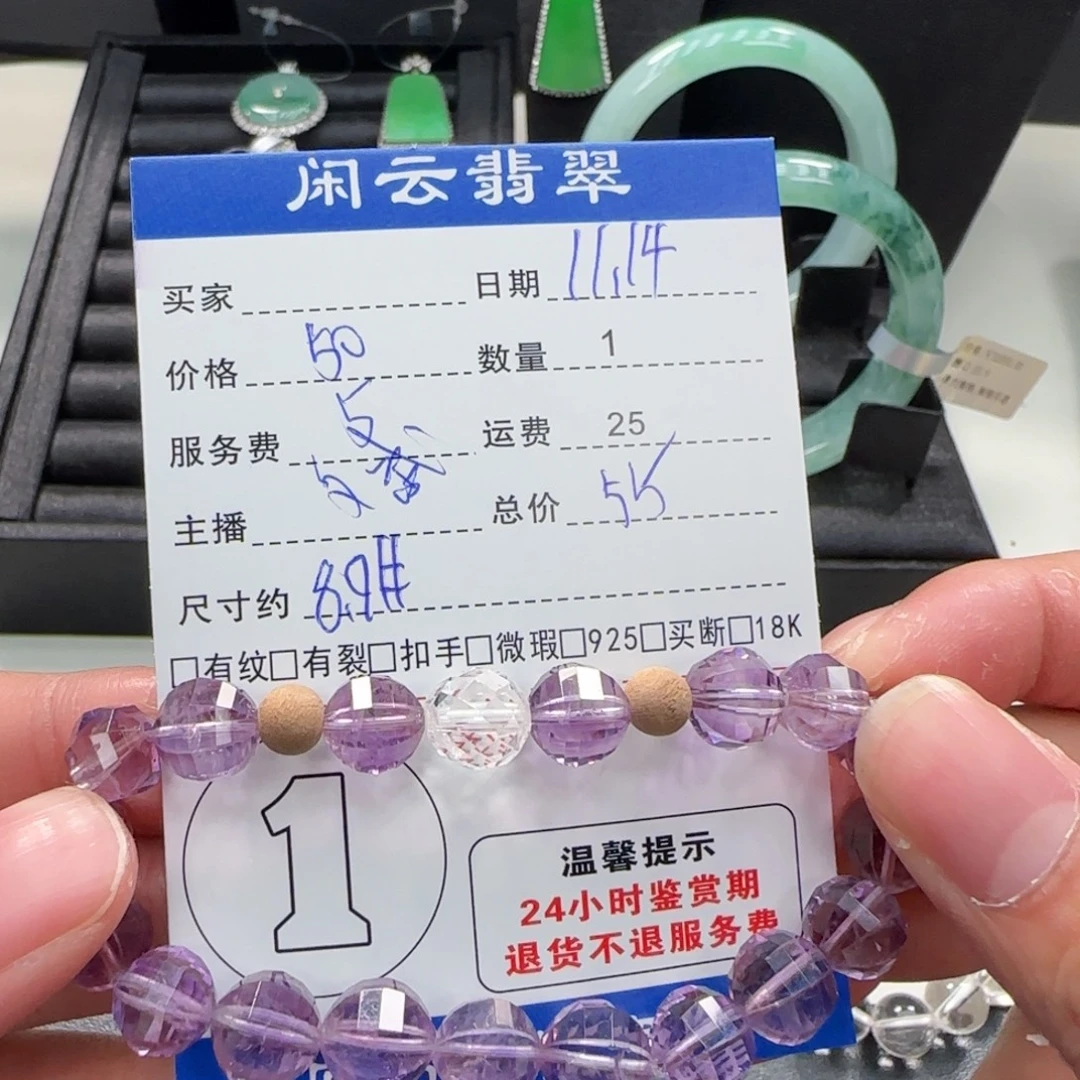 闲云翡翠
买家 日期 11.14
价格 50 数量 1
服务费 5 运费 25
主播 总价 55
尺寸约 8.9#
□有纹□有裂□扣手□微瑕□925□买断□18K
1
温馨提示
24小时鉴赏期
退货不退服务费